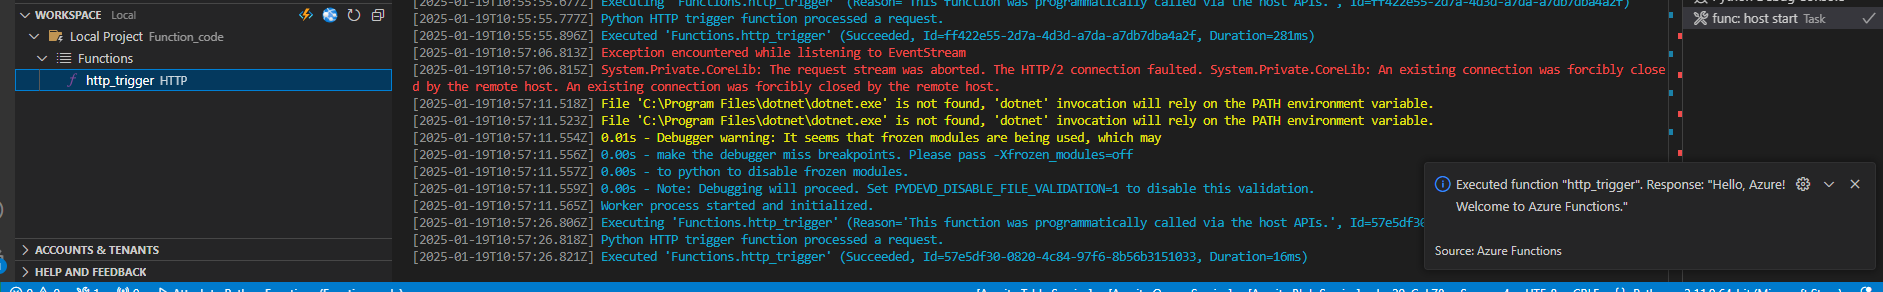 WORKSPACE Local
Local Project Function_code
Functions
http_trigger HTTP
ACCOUNTS & TENANTS
HELP AND FEEDBACK
[2025-01-19T10:55:55.677Z] Executing 'Functions.http_trigger' (Reason='This function was programmatically called via the host APIs.', Id=ff422e55-2d7a-4d3d-a7da-a7db7dba4a2f)
[2025-01-19T10:55:55.777Z] Python HTTP trigger function processed a request.
[2025-01-19T10:55:55.896Z] Executed 'Functions.http_trigger' (Succeeded, Id=ff422e55-2d7a-4d3d-a7da-a7db7dba4a2f, Duration=281ms)
[2025-01-19T10:57:06.813Z] Exception encountered while listening to EventStream
[2025-01-19T10:57:06.815Z] System.Private.CoreLib: The request stream was aborted. The HTTP/2 connection faulted. System.Private.CoreLib: An existing connection was forcibly close
d by the remote host. An existing connection was forcibly closed by the remote host.
[2025-01-19T10:57:11.518Z] File 'C:\Program Files\dotnet\dotnet.exe' is not found, 'dotnet' invocation will rely on the PATH environment variable.
[2025-01-19T10:57:11.523Z] File 'C:\Program Files\dotnet\dotnet.exe' is not found, 'dotnet' invocation will rely on the PATH environment variable.
[2025-01-19T10:57:11.554Z] 0.01s - Debugger warning: It seems that frozen modules are being used, which may
[2025-01-19T10:57:11.556Z] 0.00s - make the debugger miss breakpoints. Please pass -Xfrozen_modules=off
[2025-01-19T10:57:11.557Z] 0.00s - to python to disable frozen modules.
[2025-01-19T10:57:11.559Z] 0.00s - Note: Debugging will proceed. Set PYDEVD_DISABLE_FILE_VALIDATION=1 to disable this validation.
[2025-01-19T10:57:11.565Z] Worker process started and initialized.
[2025-01-19T10:57:26.806Z] Executing 'Functions.http_trigger' (Reason='This function was programmatically called via the host APIs.', Id=57e5df30
[2025-01-19T10:57:26.818Z] Python HTTP trigger function processed a request.
[2025-01-19T10:57:26.821Z] Executed 'Functions.http_trigger' (Succeeded, Id=57e5df30-0820-4c84-97f6-8b56b3151033, Duration=16ms)
func: host start Task
Executed function "http_trigger". Response: "Hello, Azure!
Welcome to Azure Functions."
Source: Azure Functions